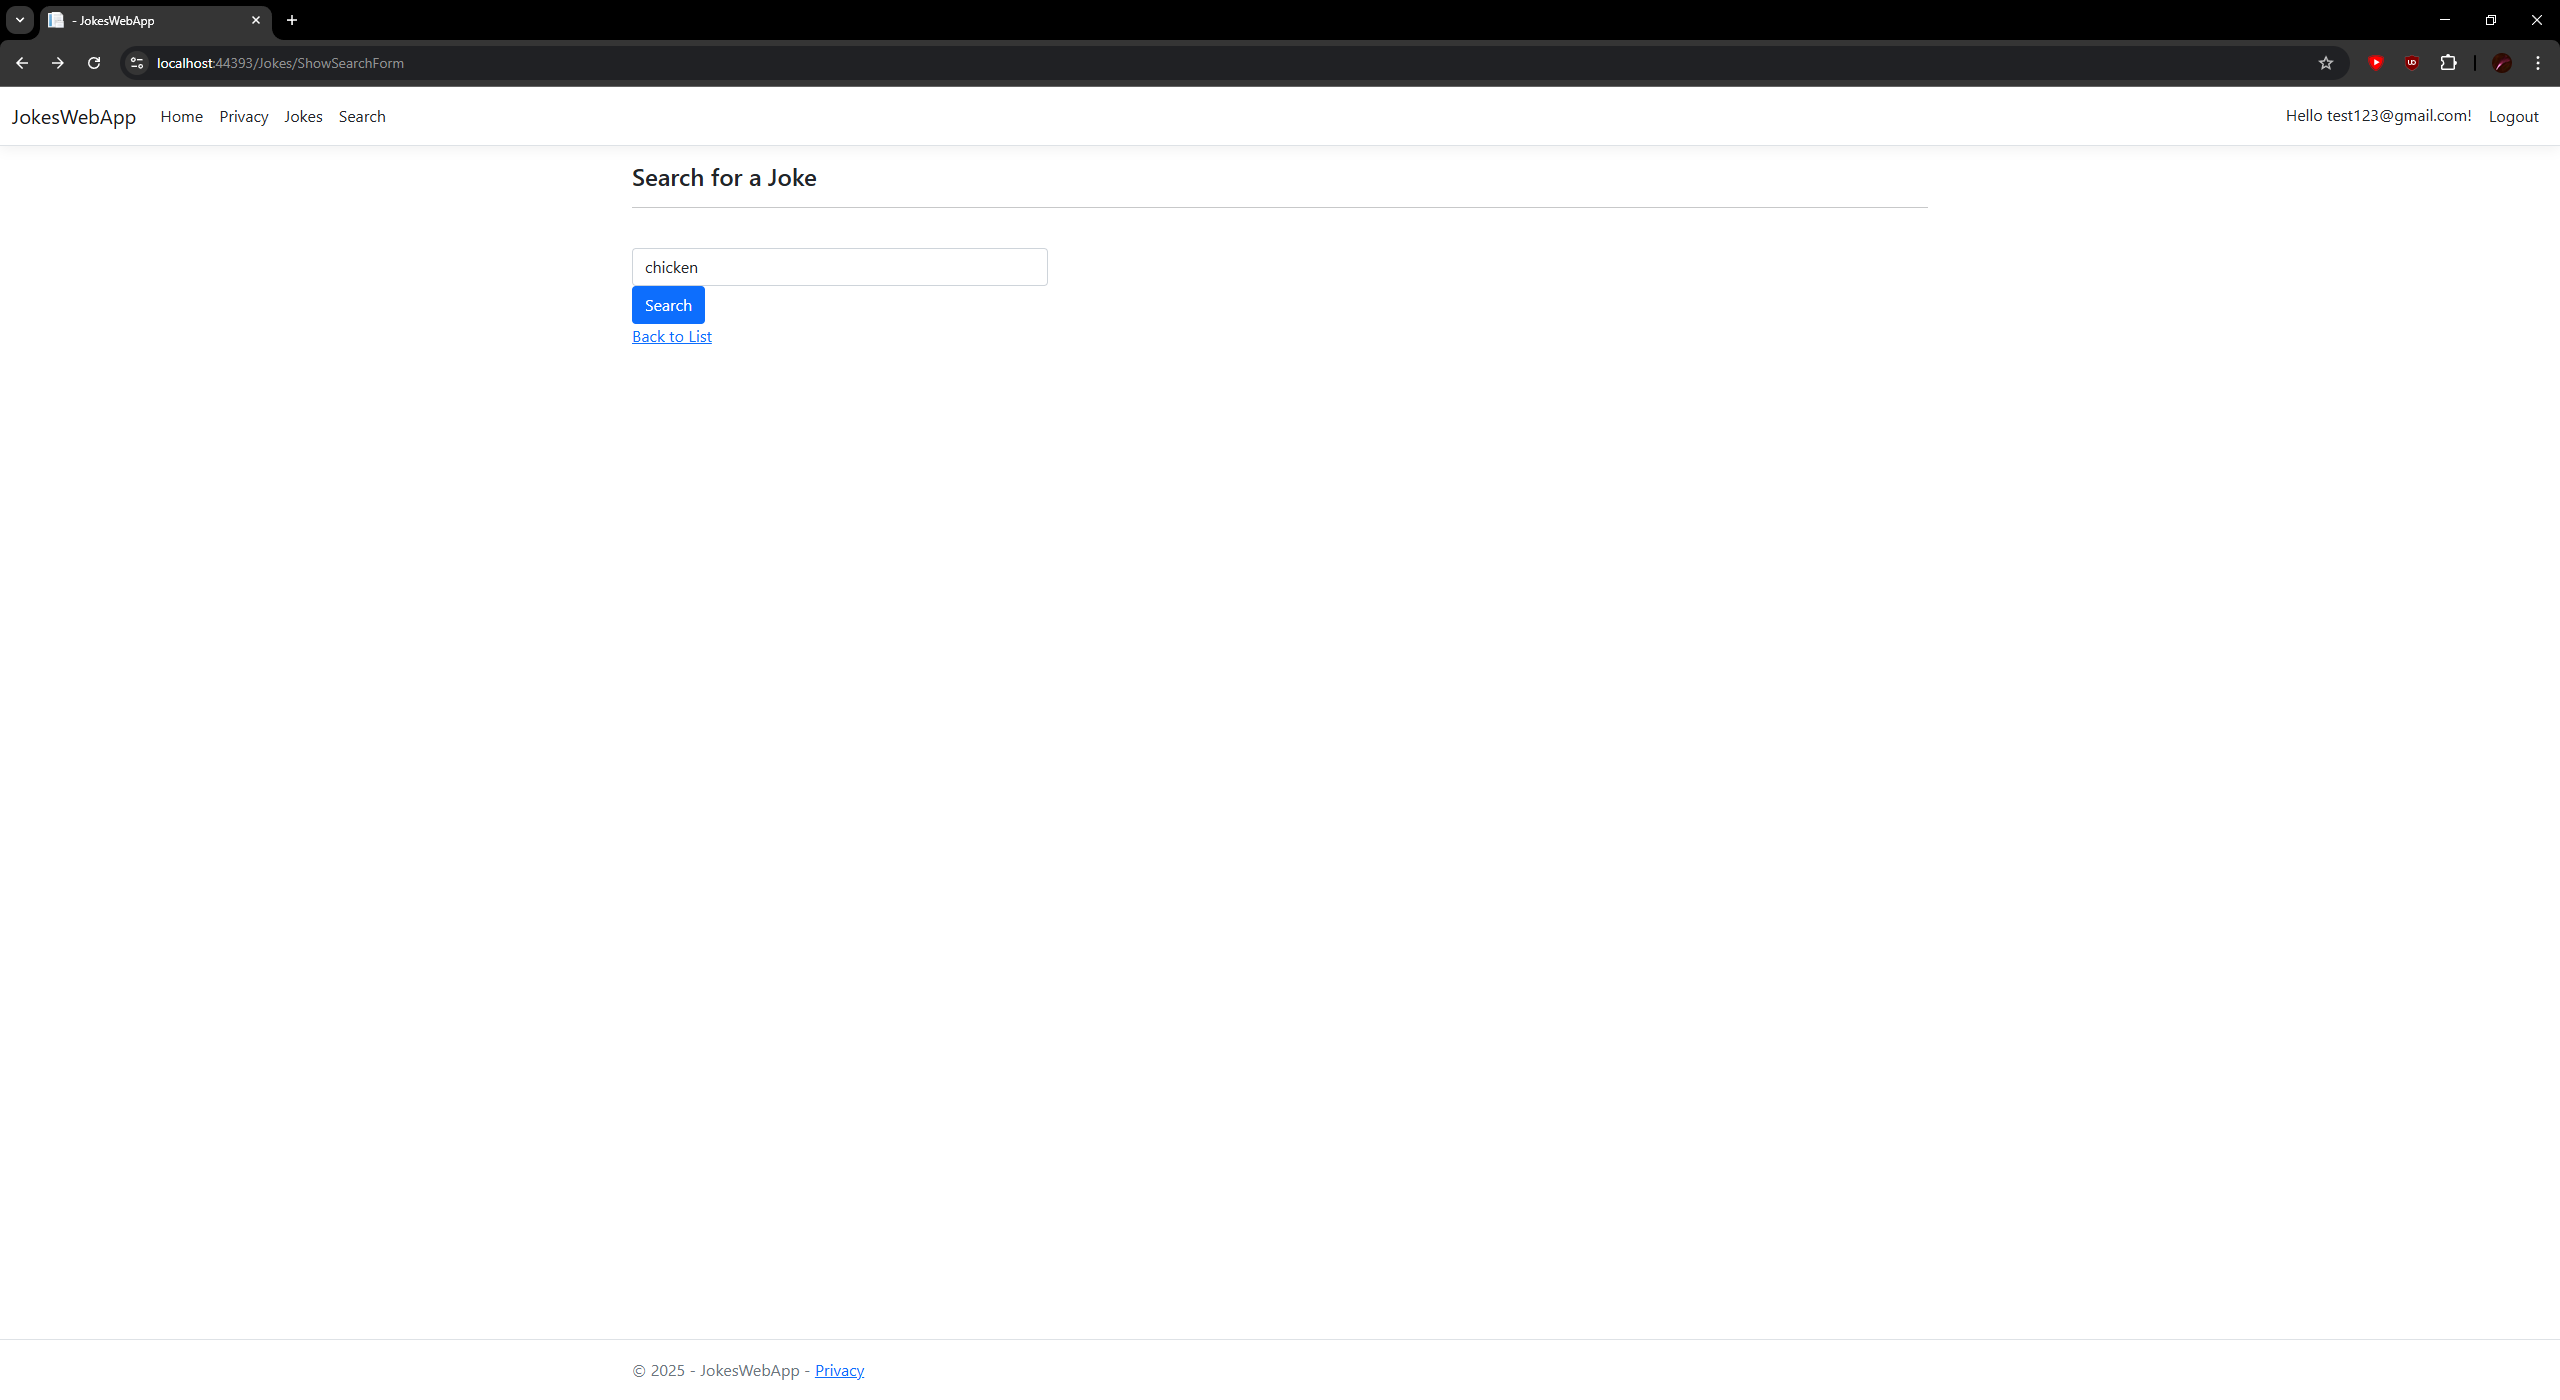 - JokesWebApp
localhost:44393/Jokes/ShowSearchForm
JokesWebApp Home Privacy Jokes Search Hello test123@gmail.com! Logout
Search for a Joke
chicken
Search
Back to List
© 2025 - JokesWebApp - Privacy